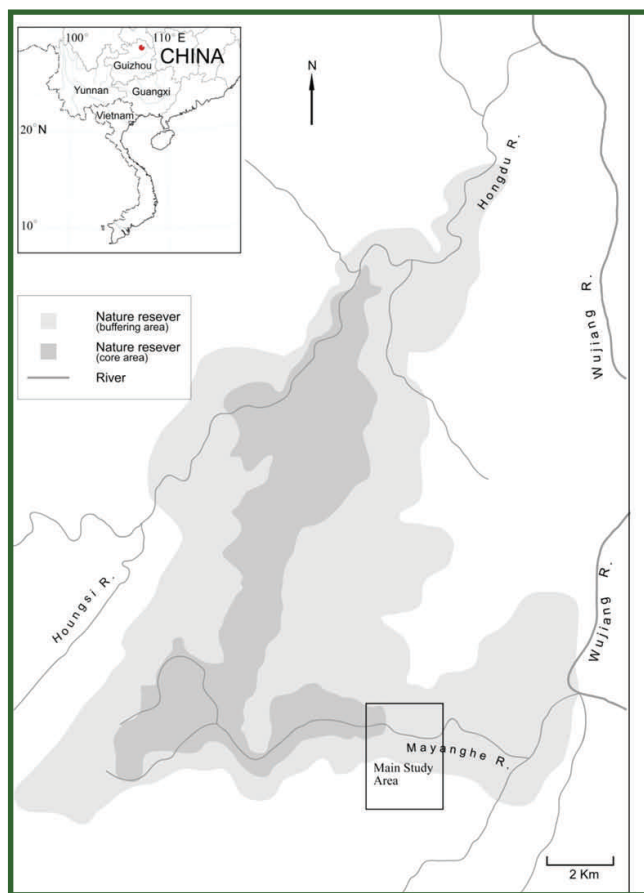 100° 110° E
CHINA
Guizhou
Yunnan
Guangxi
Vietnam
20° N
10°
N
Hongdu R.
Wujiang R.
Nature resever
(buffering area)
Nature resever
(core area)
River
Houngsi R.
Wujiang R.
Mayanghe R.
Main Study
Area
2 Km